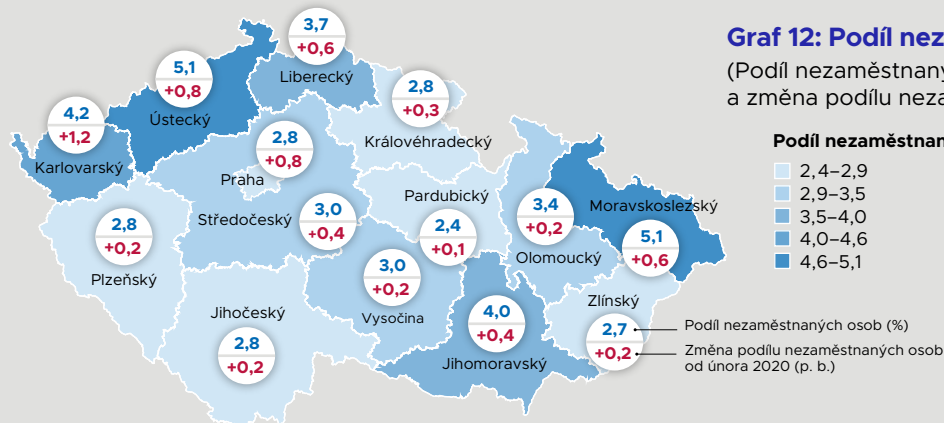 Graf 12: Podíl nez
(Podíl nezaměstnaný
a změna podílu neza
Podíl nezaměstnan
2,4–2,9
2,9–3,5
3,5–4,0
4,0–4,6
4,6–5,1
3,7
+0,6
Liberecký
5,1
+0,8
Ústecký
2,8
+0,3
Královéhradecký
4,2
+1,2
Karlovarský
2,8
+0,8
Praha
Středočeský
3,0
+0,4
Pardubický
2,4
+0,1
3,4
+0,2
Olomoucký
Moravskoslezský
5,1
+0,6
2,8
+0,2
Plzeňský
3,0
+0,2
Vysočina
Jihočeský
2,8
+0,2
4,0
+0,4
Jihomoravský
Zlínský
2,7
+0,2
Podíl nezaměstnaných osob (%)
Změna podílu nezaměstnaných osob
od února 2020 (p. b.)